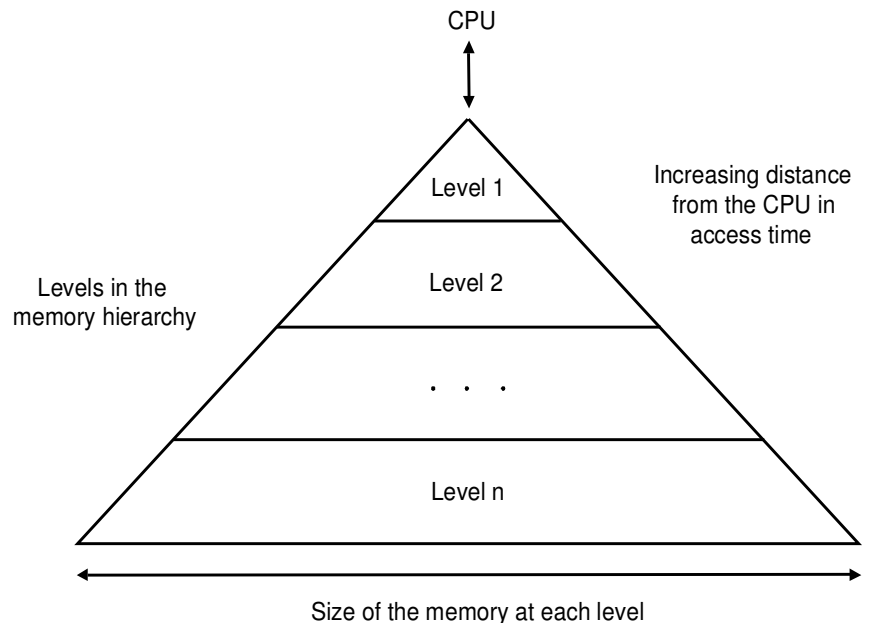 CPU
Level 1
Increasing distance
from the CPU in
access time
Level 2
Levels in the
memory hierarchy
. . .
Level n
Size of the memory at each level